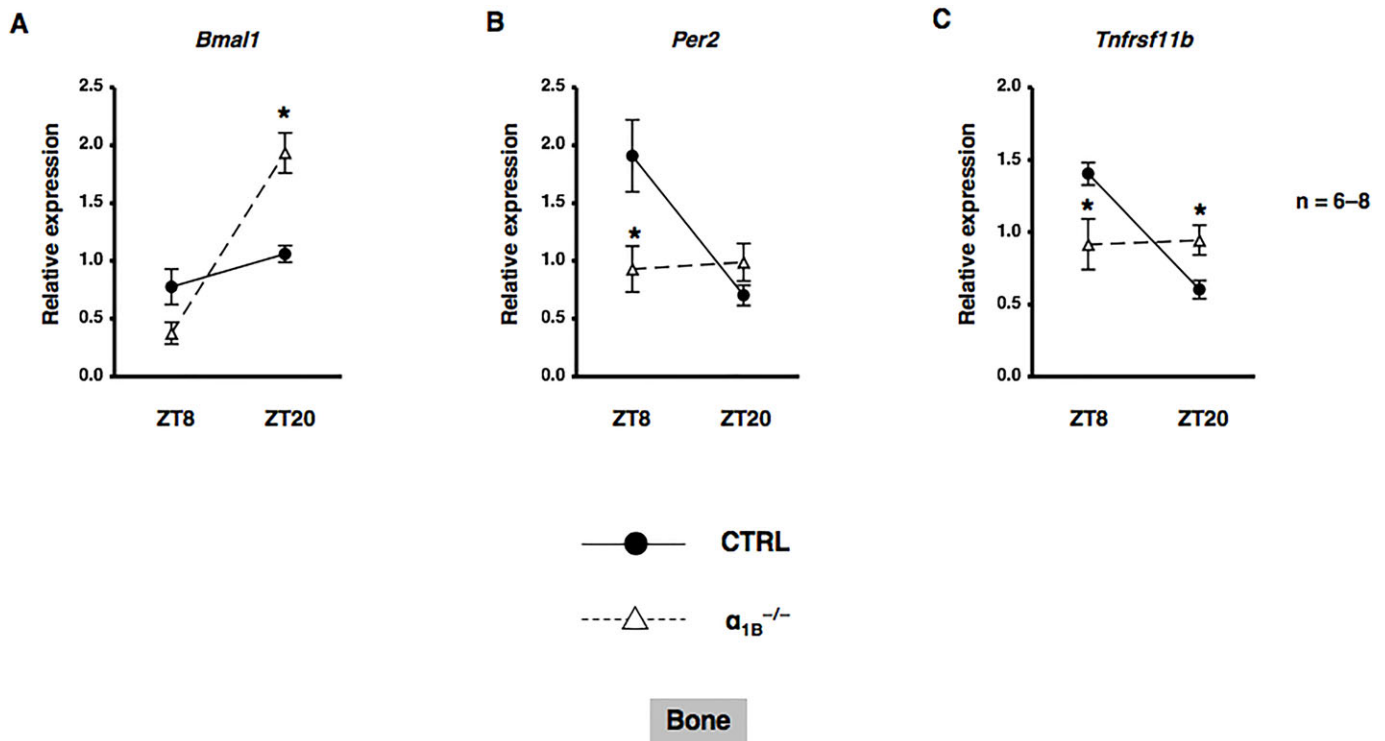 A
Bmal1
2.5
2.0
1.5
1.0
0.5
0.0
Relative expression
*
ZT8 ZT20
B
Per2
2.5
2.0
1.5
1.0
0.5
0.0
Relative expression
*
ZT8 ZT20
C
Tnfrsf11b
2.0
1.5
1.0
0.5
0.0
Relative expression
* *
ZT8 ZT20
n = 6–8
CTRL
α1B−/−
Bone